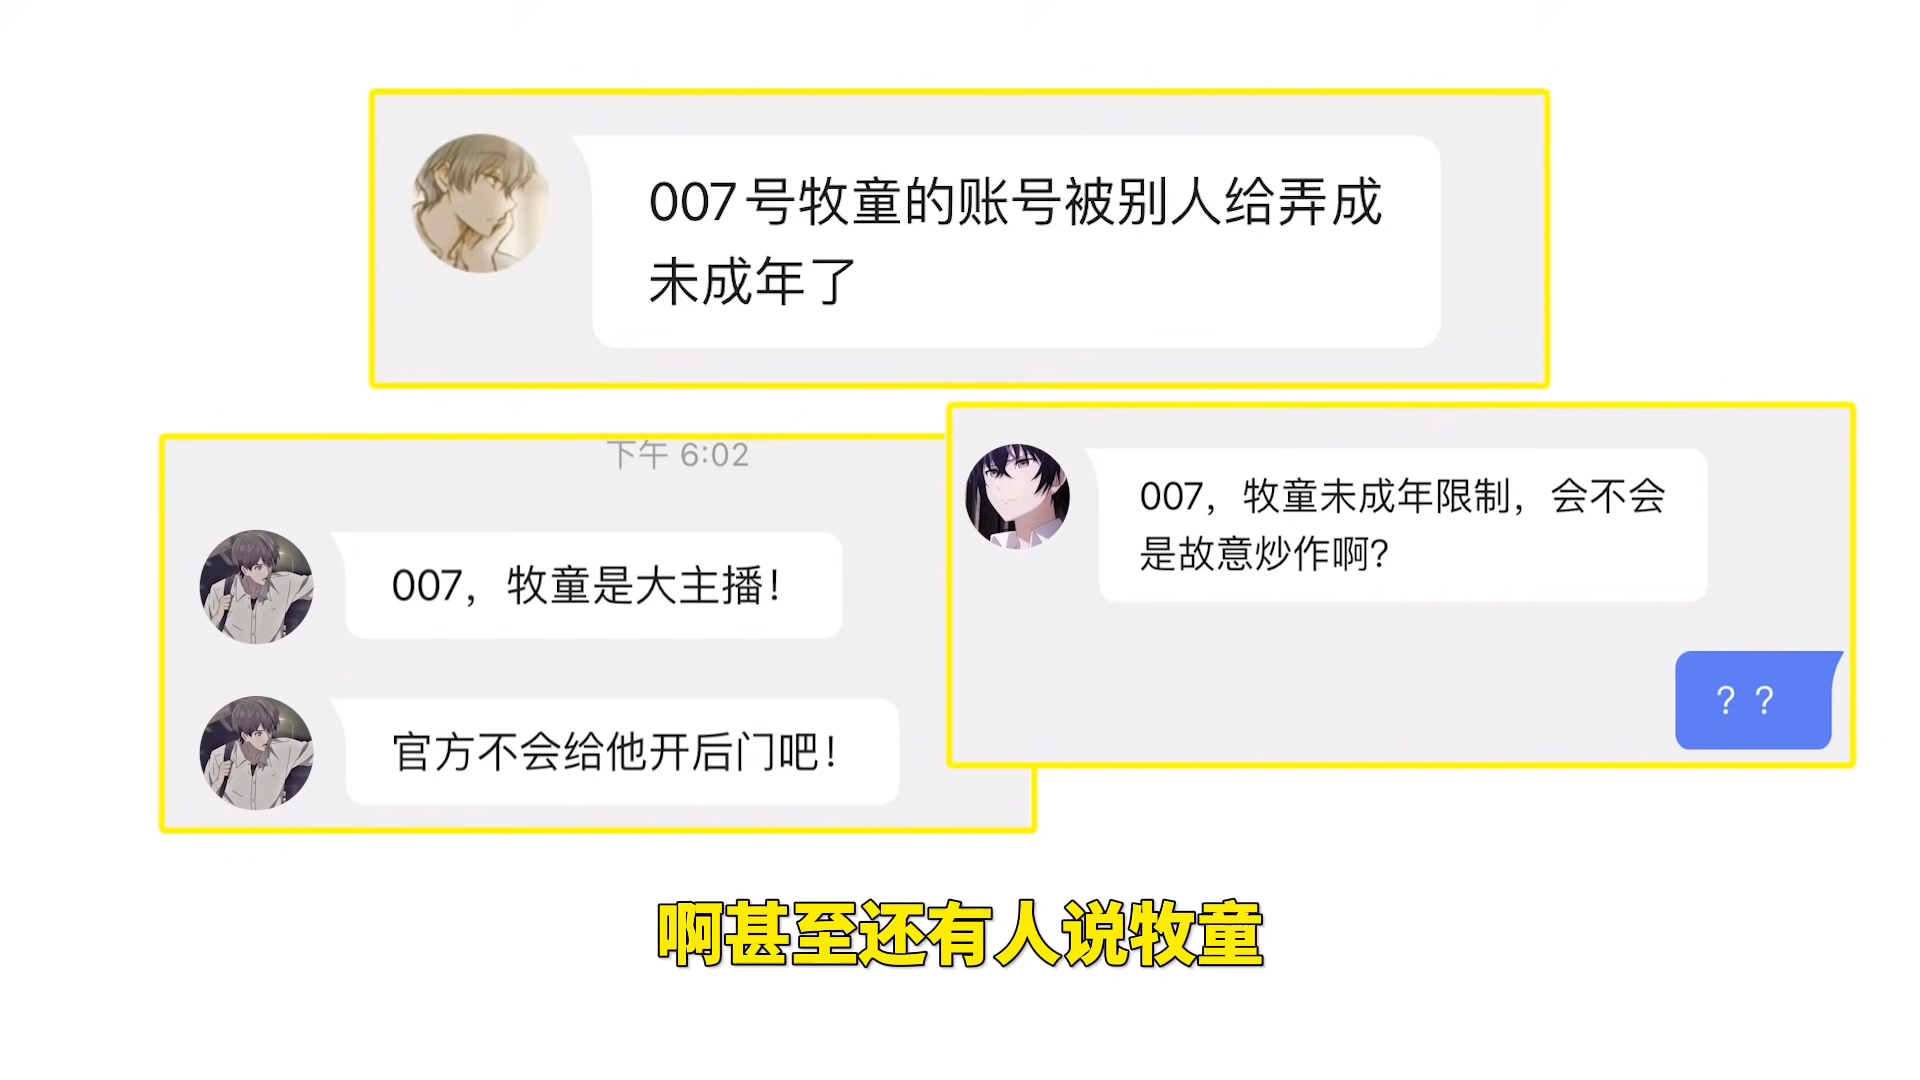 007号牧童的账号被别人给弄成
未成年了
下午 6:02
007，牧童是大主播！
官方不会给他开后门吧！
007，牧童未成年限制，会不会
是故意炒作啊？
？？
啊甚至还有人说牧童